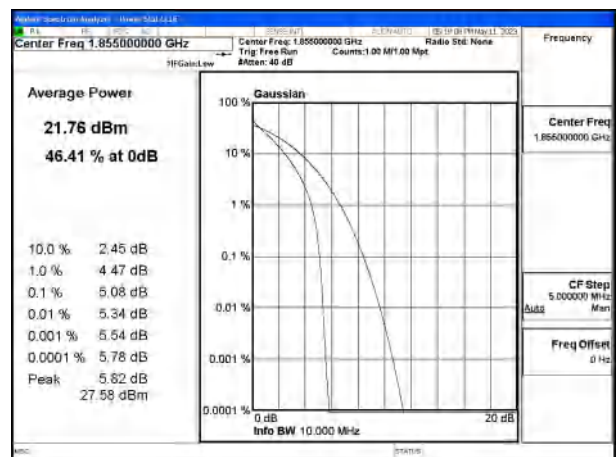 Center Freq 1.855000000 GHz
Center Freq: 1.855000000 GHz
Radio Std: None
Trig: Free Run
Counts:1.00 M/1.00 Mpt
#IFGain:Low
#Atten: 40 dB
Frequency
Average Power
21.76 dBm
46.41 % at 0dB
10.0 % 2.45 dB
1.0 % 4.47 dB
0.1 % 5.08 dB
0.01 % 5.34 dB
0.001 % 5.54 dB
0.0001 % 5.78 dB
Peak 5.82 dB
27.58 dBm
Gaussian
100 %
10 %
1 %
0.1 %
0.01 %
0.001 %
0.0001 %
0 dB
20 dB
Info BW 10.000 MHz
Center Freq
1.855000000 GHz
CF Step
5.000000 MHz
Auto Man
Freq Offset
0 Hz
MSG
STATUS